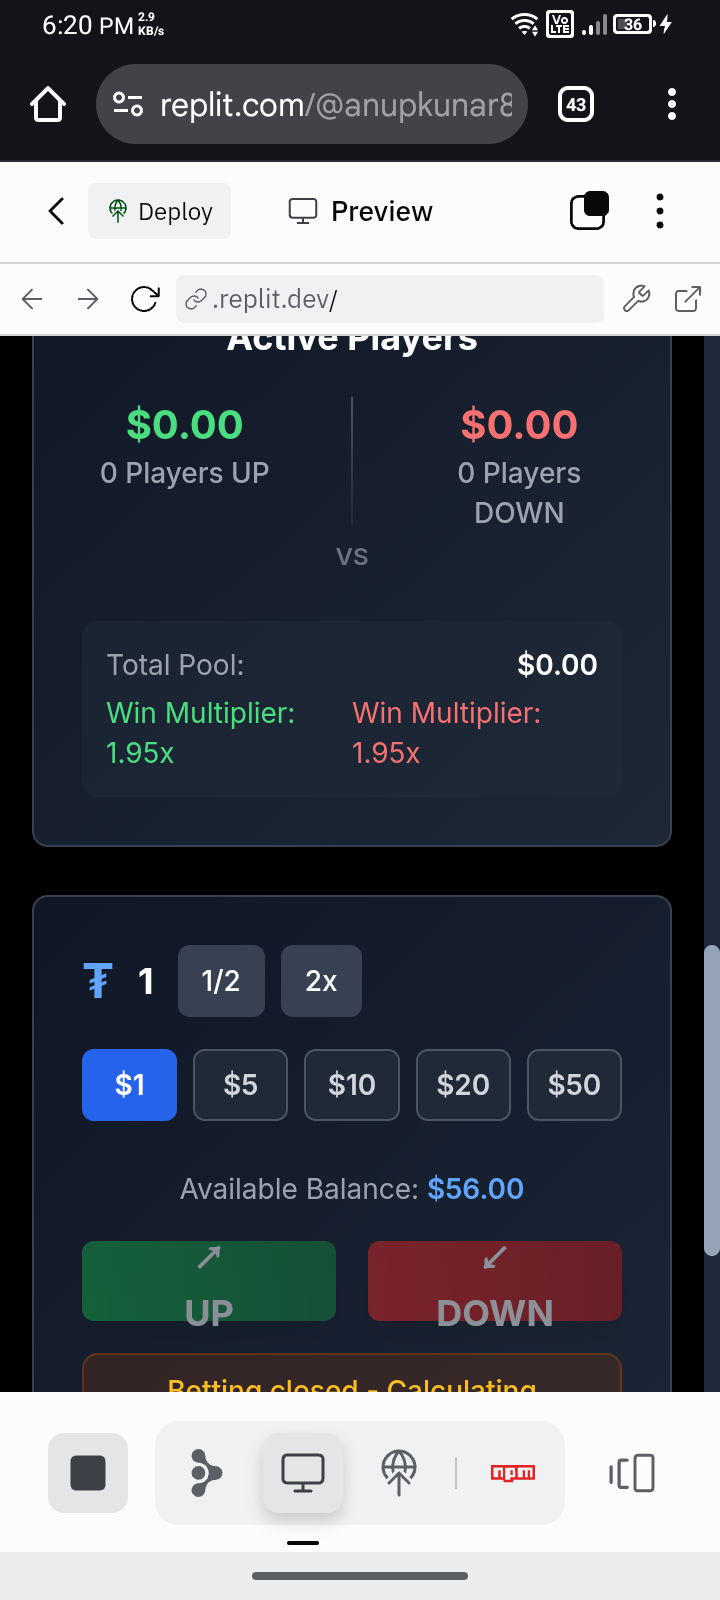 6:20 PM 2.9 KB/s Vo LTE 36
replit.com/@anupkunar8 43
Deploy Preview
.replit.dev/
Active Players
$0.00 $0.00
0 Players UP 0 Players
DOWN
VS
Total Pool: $0.00
Win Multiplier: Win Multiplier:
1.95x 1.95x
₮ 1 1/2 2x
$1 $5 $10 $20 $50
Available Balance: $56.00
↗ ↙
UP DOWN
Betting closed - Calculating